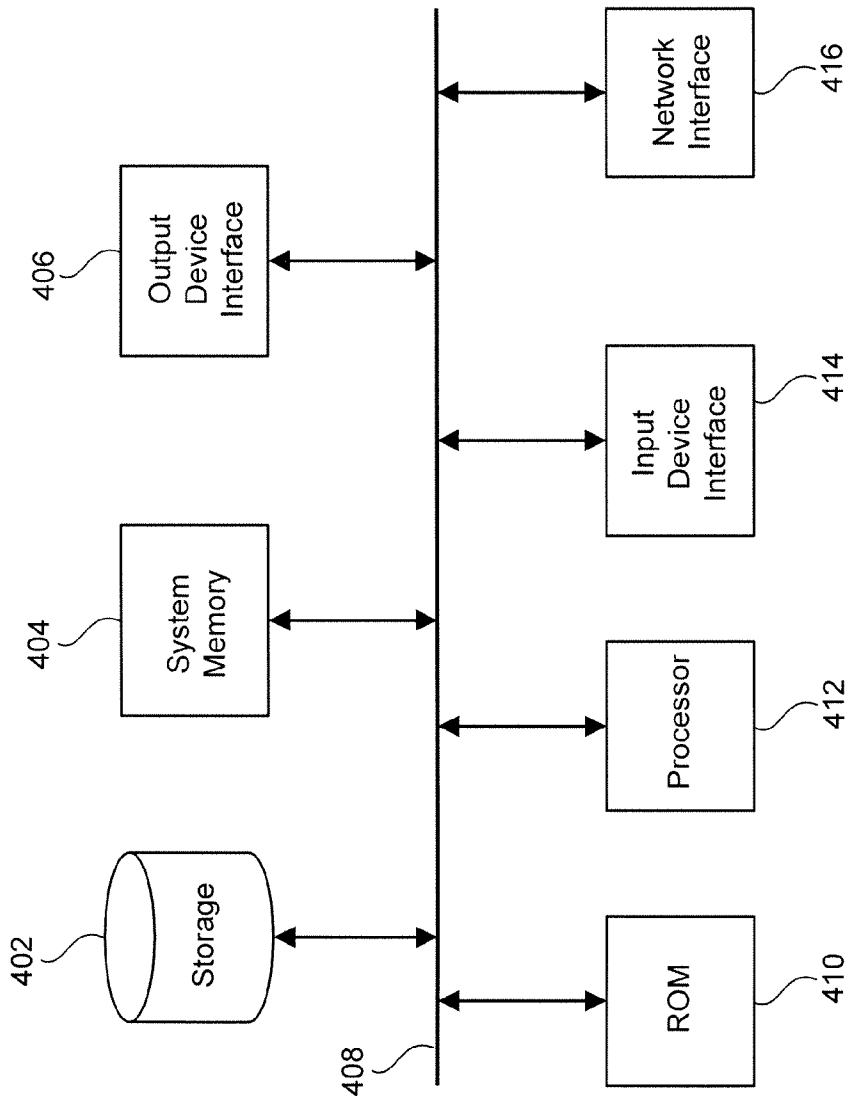 402
Storage
404
System
Memory
406
Output
Device
Interface
408
ROM
410
Processor
412
Input
Device
Interface
414
Network
Interface
416